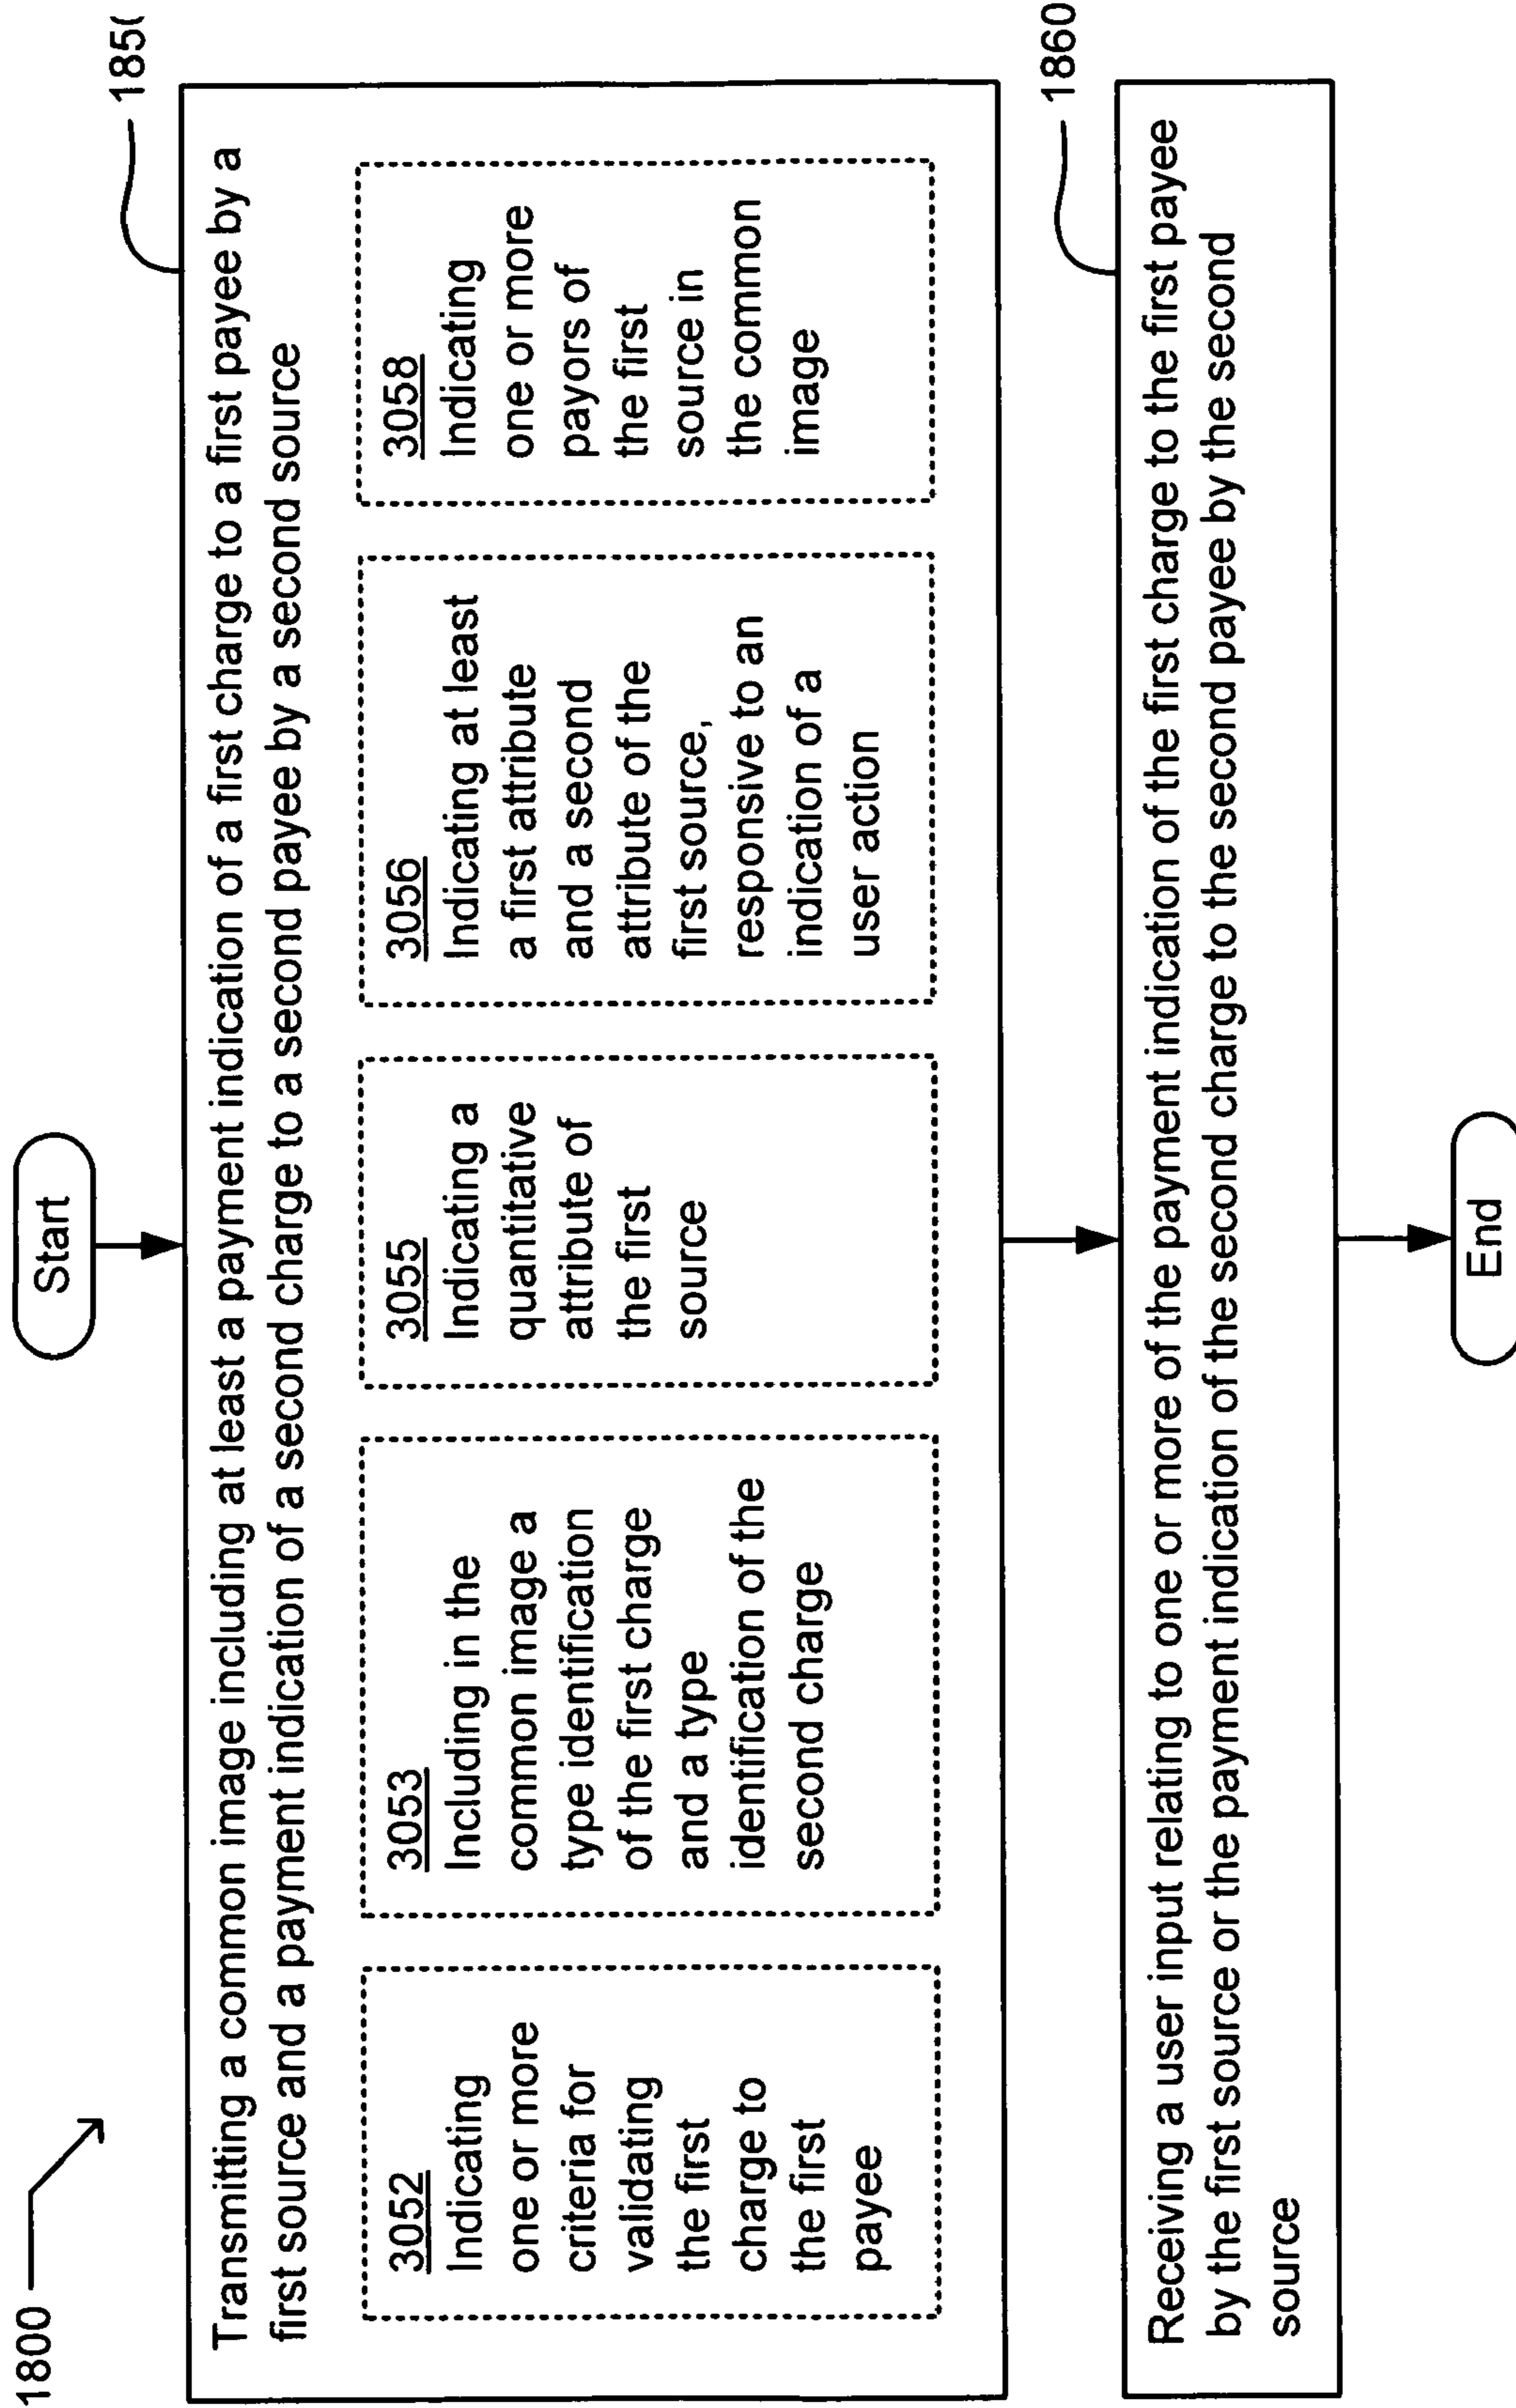 1800
Start
1850
Transmitting a common image including at least a payment indication of a first charge to a first payee by a
first source and a payment indication of a second charge to a second payee by a second source
3052
Indicating
one or more
criteria for
validating
the first
charge to
the first
payee
3053
Including in the
common image a
type identification
of the first charge
and a type
identification of the
second charge
3055
Indicating a
quantitative
attribute of
the first
source
3056
Indicating at least
a first attribute
and a second
attribute of the
first source,
responsive to an
indication of a
user action
3058
Indicating
one or more
payors of
the first
source in
the common
image
1860
Receiving a user input relating to one or more of the payment indication of the first charge to the first payee
by the first source or the payment indication of the second charge to the second payee by the second
source
End